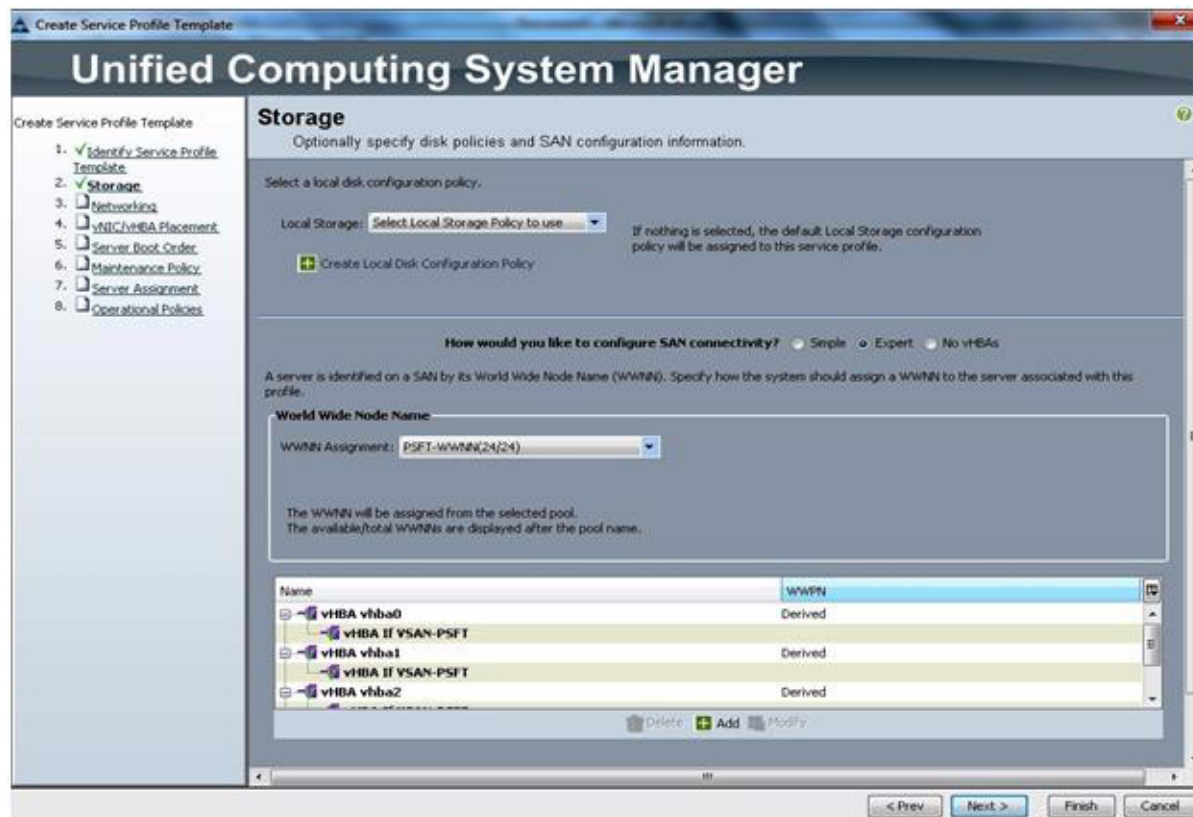 Create Service Profile Template
Unified Computing System Manager
Create Service Profile Template
1. Identify Service Profile
Template
2. Storage
3. Networking
4. vNIC/vHBA Placement
5. Server Boot Order
6. Maintenance Policy
7. Server Assignment
8. Operational Policies
Storage
Optionally specify disk policies and SAN configuration information.
Select a local disk configuration policy.
Local Storage: Select Local Storage Policy to use
If nothing is selected, the default Local Storage configuration
policy will be assigned to this service profile.
Create Local Disk Configuration Policy
How would you like to configure SAN connectivity? Simple Expert No vHBAs
A server is identified on a SAN by its World Wide Node Name (WWNN). Specify how the system should assign a WWNN to the server associated with this
profile.
World Wide Node Name
WWNN Assignment: PSFT-WWNN(24/24)
The WWNN will be assigned from the selected pool.
The available/total WWNNs are displayed after the pool name.
Name WWPN
vHBA vhba0 Derived
vHBA If VSAN-PSFT
vHBA vhba1 Derived
vHBA If VSAN-PSFT
vHBA vhba2 Derived
Delete Add Modify
< Prev Next > Finish Cancel